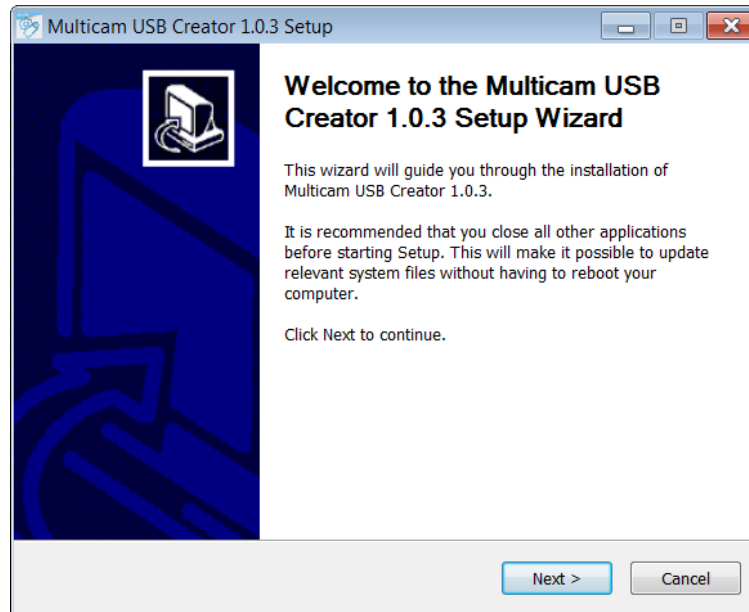 Multicam USB Creator 1.0.3 Setup
Welcome to the Multicam USB
Creator 1.0.3 Setup Wizard
This wizard will guide you through the installation of
Multicam USB Creator 1.0.3.
It is recommended that you close all other applications
before starting Setup. This will make it possible to update
relevant system files without having to reboot your
computer.
Click Next to continue.
Next >
Cancel